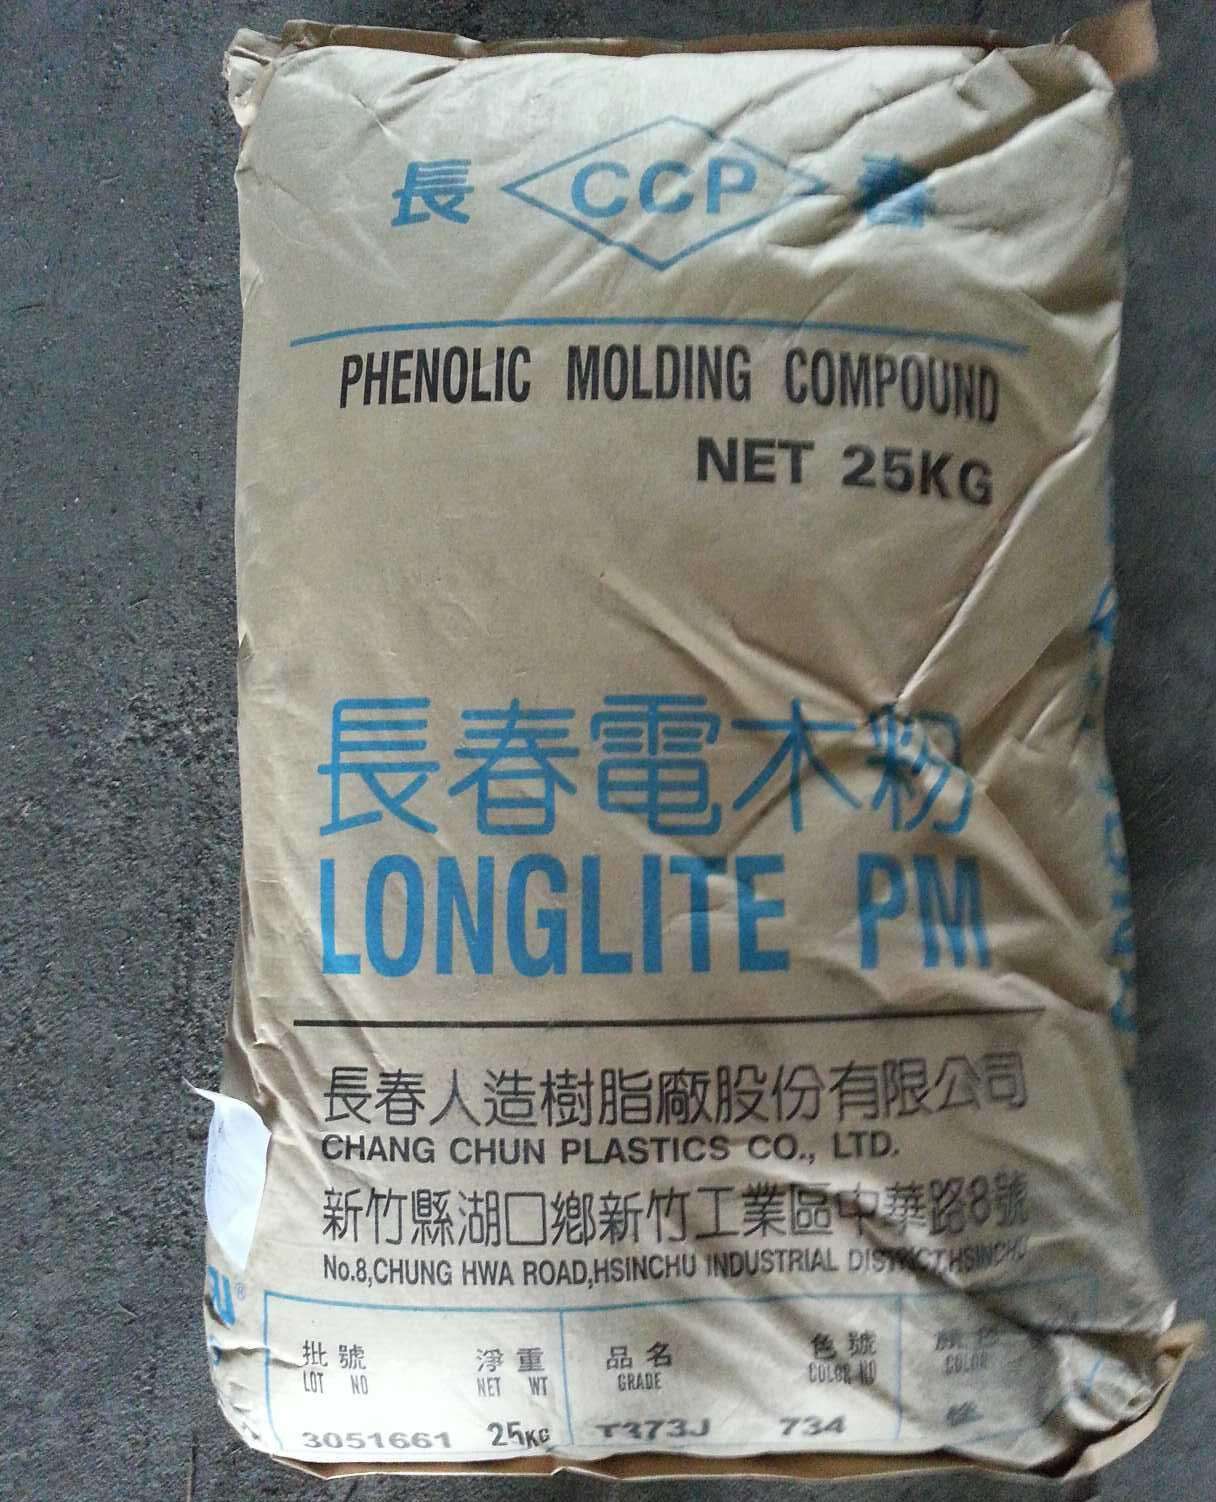 長 CCP 春
PHENOLIC MOLDING COMPOUND
NET 25KG
長春電木粉
LONGLITE PM
長春人造樹脂廠股份有限公司
CHANG CHUN PLASTICS CO., LTD.
新竹縣湖口鄉新竹工業區中華路8號
No.8,CHUNG HWA ROAD,HSINCHU INDUSTRIAL DISTRICT,HSINCHU
批號 淨重 品名 色號 顏色
LOT NO NET WT GRADE COLOR NO COLOR
3051661 25KG T373J 734